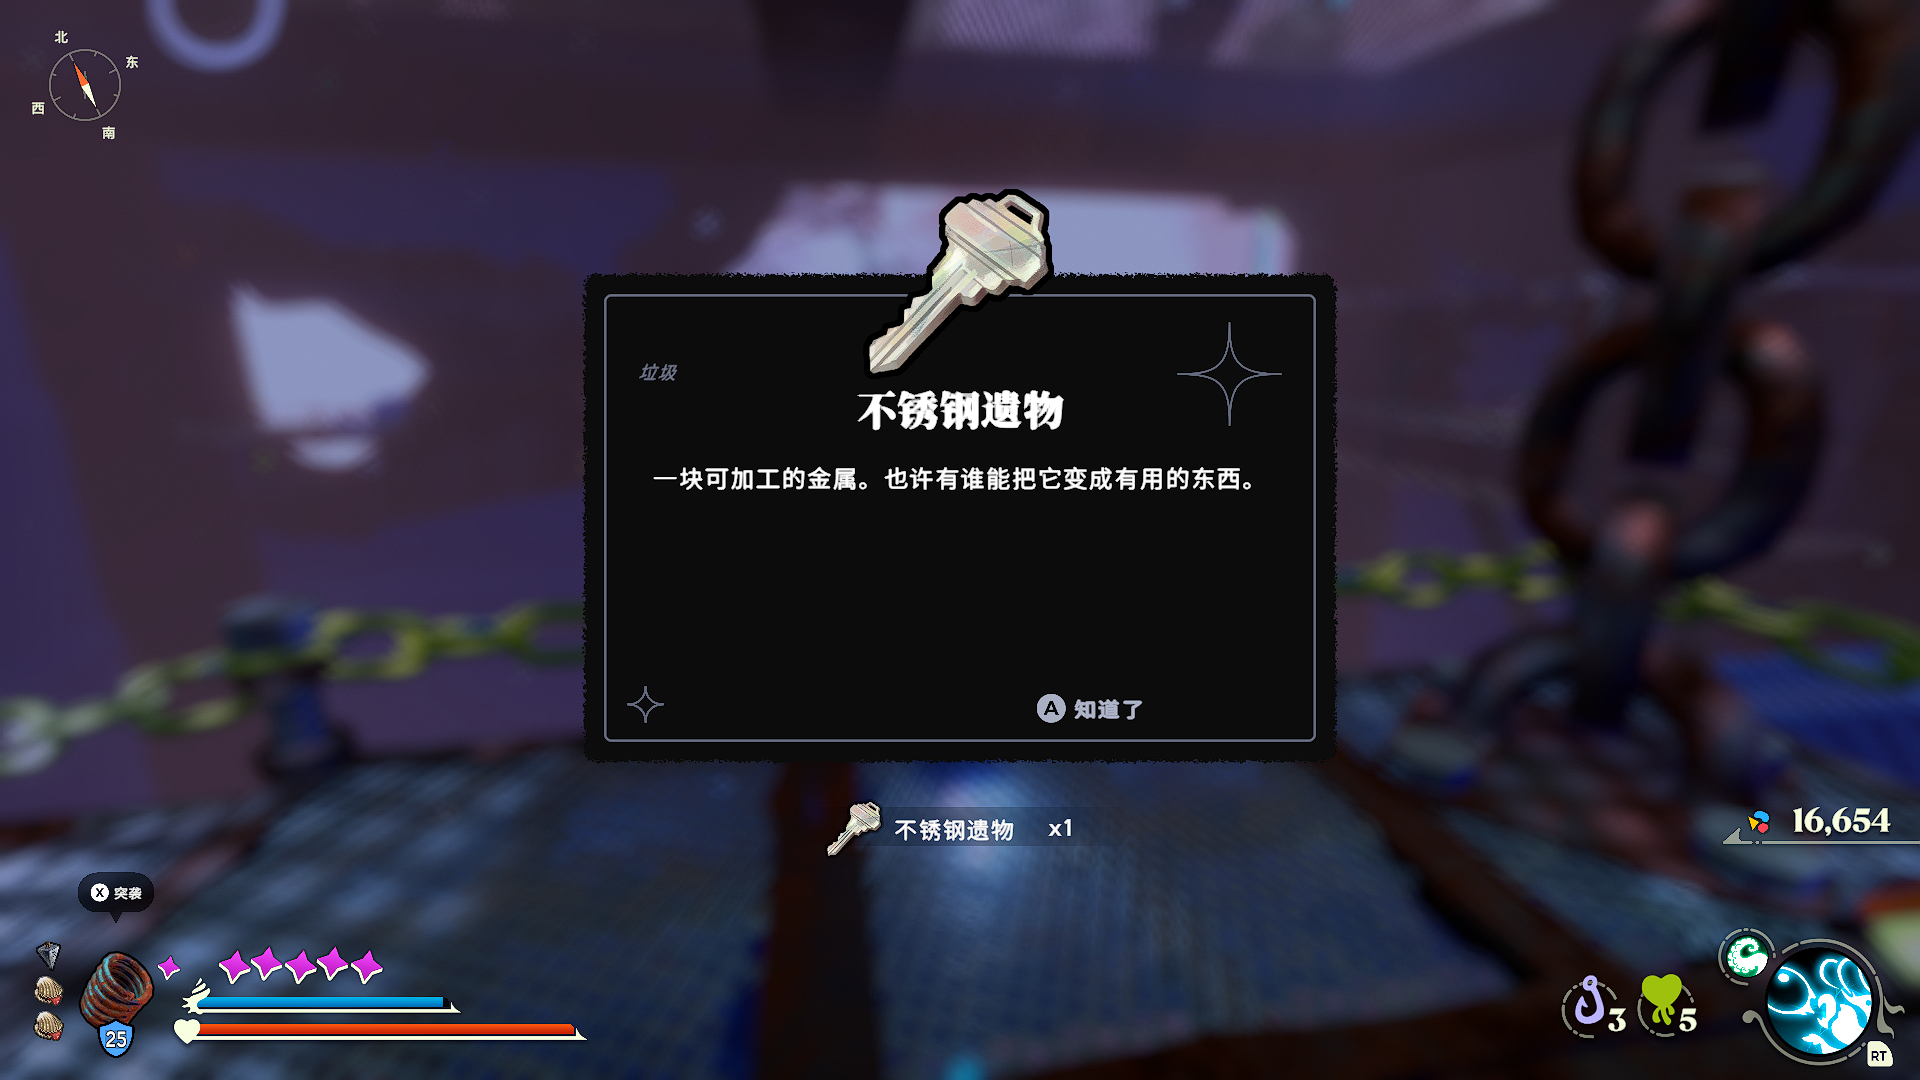 北
东
西
南
垃圾
不锈钢遗物
一块可加工的金属。也许有谁能把它变成有用的东西。
A 知道了
不锈钢遗物 x1
16,654
X 突袭
25
3
5
RT